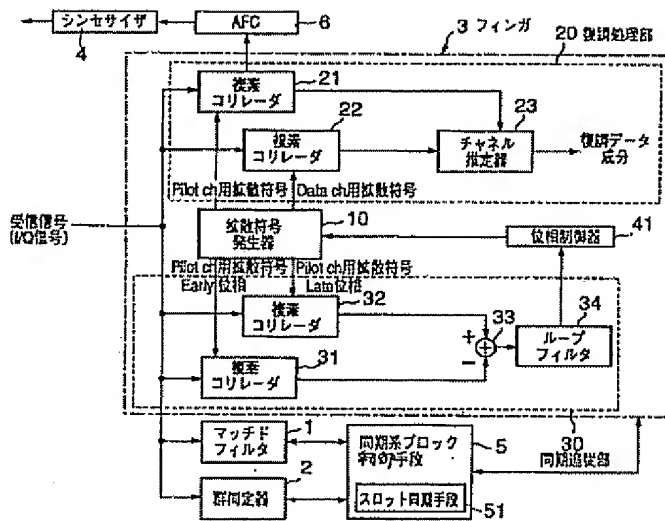 シンセサイザ
4
AFC
6
3 フィンガ
20 復調処理部
複素
コリレーダ
21
複素
コリレーダ
22
チャネル
推定器
23
復調データ
成分
Pilot ch用拡散符号
Data ch用拡散符号
受信信号
(I/Q信号)
拡散符号
発生器
10
位相制御器
41
Pilot ch用拡散符号
Early位相
Pilot ch用拡散符号
Late位相
複素
コリレーダ
32
+
33
−
ループ
フィルタ
34
複素
コリレーダ
31
30
同期追従部
マッチド
フィルタ
1
同期系ブロック
制御手段
5
群同定器
2
スロット同期手段
51